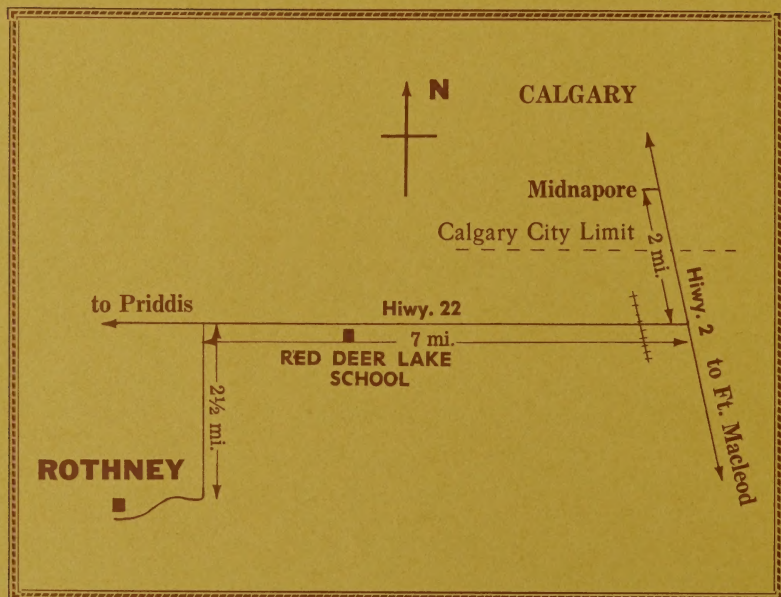 N
CALGARY
Midnapore
Calgary City Limit
2 mi.
Hiwy. 2 to Ft. Macleod
to Priddis
Hiwy. 22
7 mi.
RED DEER LAKE
SCHOOL
2½ mi.
ROTHNEY